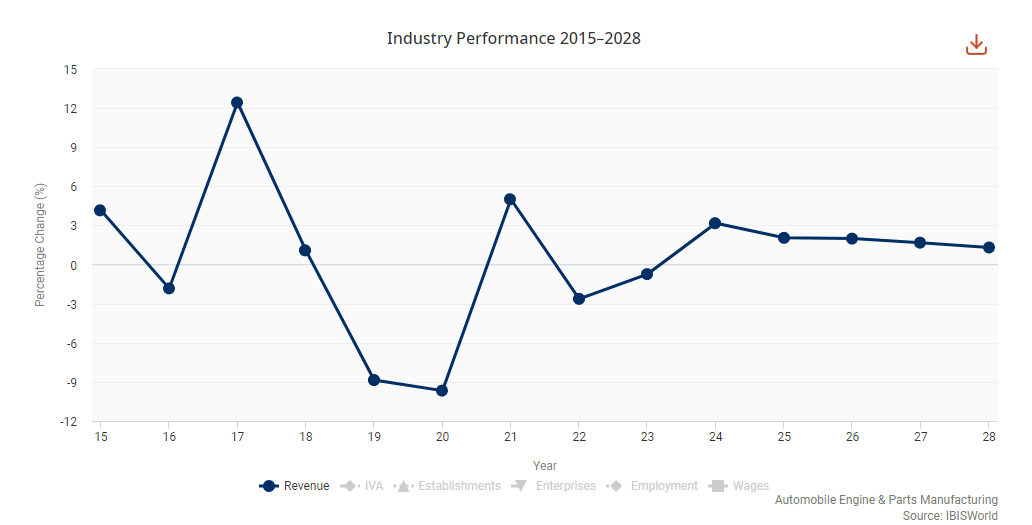 Industry Performance 2015–2028
15
12
9
6
3
0
-3
-6
-9
-12
Percentage Change (%)
15 16 17 18 19 20 21 22 23 24 25 26 27 28
Year
Revenue IVA Establishments Enterprises Employment Wages
Automobile Engine & Parts Manufacturing
Source: IBISWorld